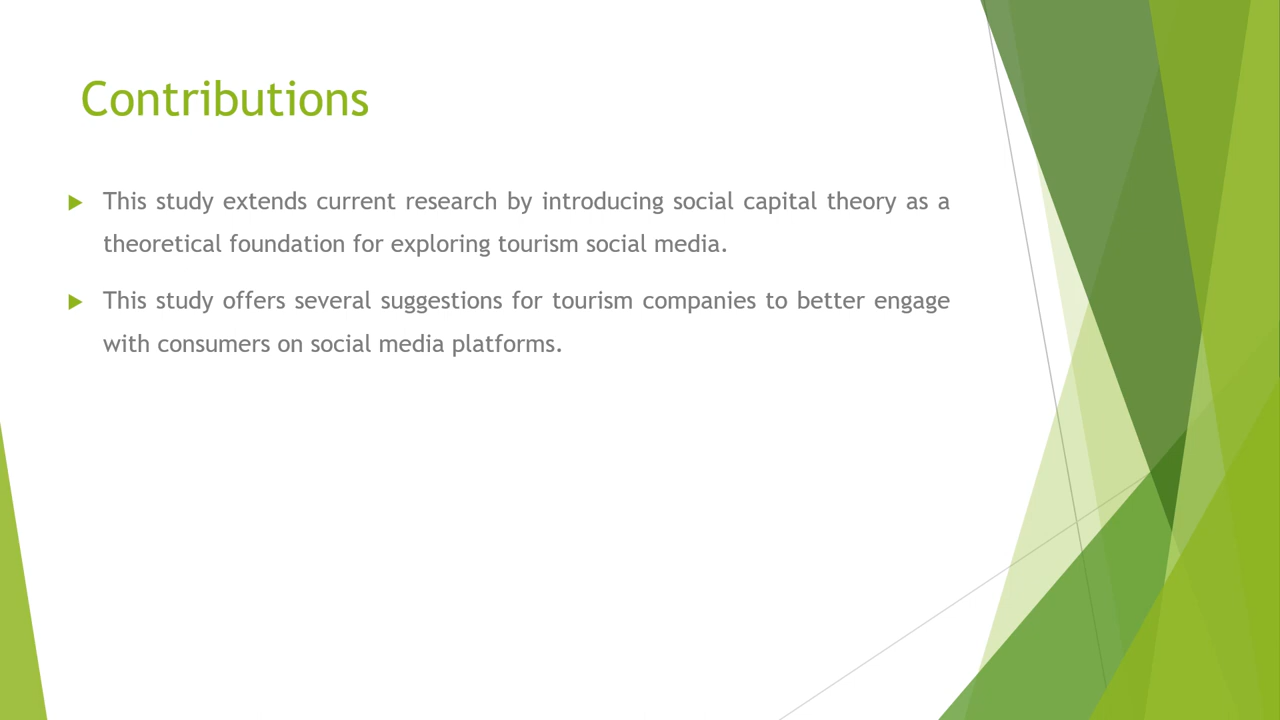 Contributions
This study extends current research by introducing social capital theory as a
theoretical foundation for exploring tourism social media.
This study offers several suggestions for tourism companies to better engage
with consumers on social media platforms.